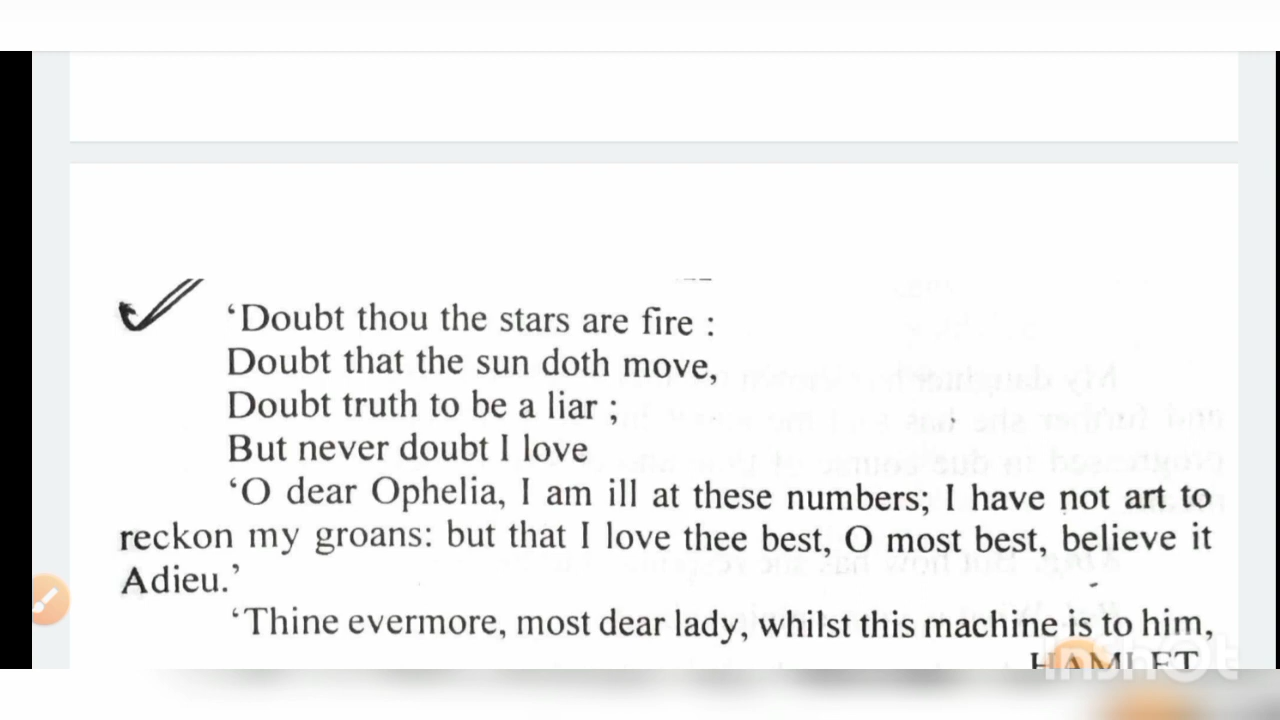 ‘Doubt thou the stars are fire :
Doubt that the sun doth move,
Doubt truth to be a liar ;
But never doubt I love
‘O dear Ophelia, I am ill at these numbers; I have not art to
reckon my groans: but that I love thee best, O most best, believe it
Adieu.’
‘Thine evermore, most dear lady, whilst this machine is to him,
HAMLET
InShOt